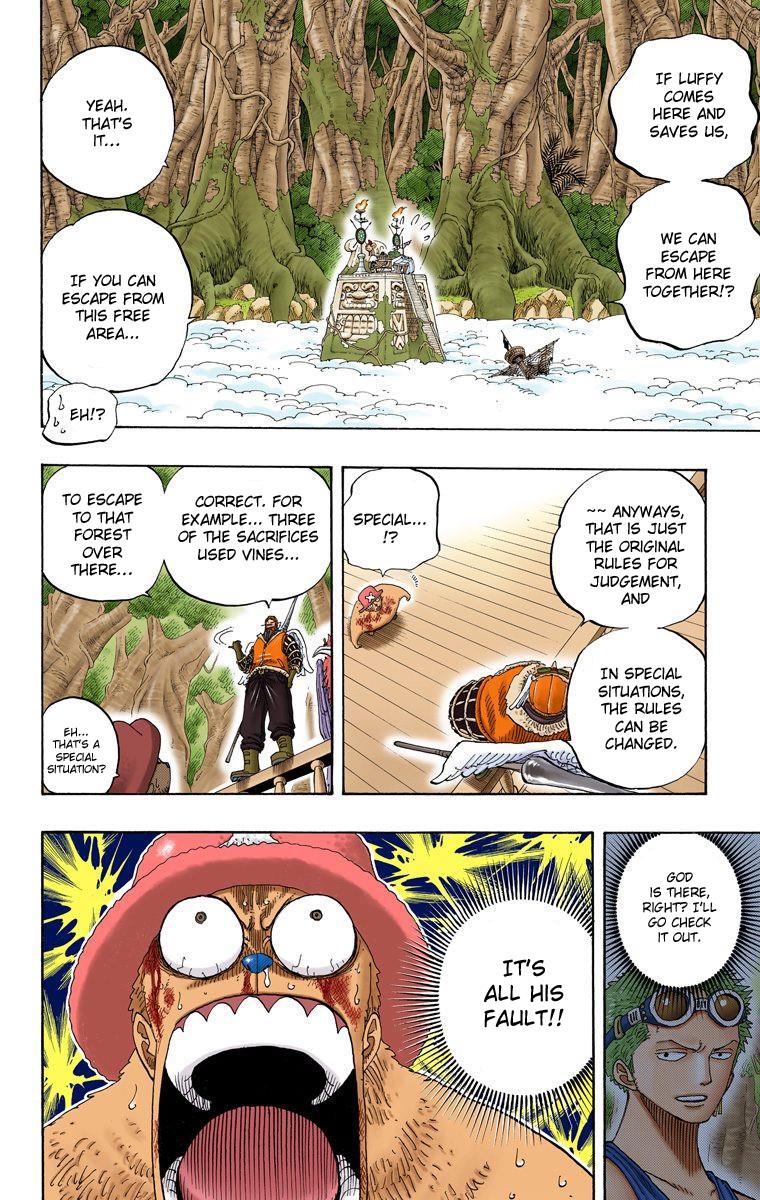 IF LUFFY
COMES
HERE AND
SAVES US,
WE CAN
ESCAPE
FROM HERE
TOGETHER!?
YEAH.
THAT'S
IT...
IF YOU CAN
ESCAPE FROM
THIS FREE
AREA...
EH!?
~~ ANYWAYS,
THAT IS JUST
THE ORIGINAL
RULES FOR
JUDGEMENT,
AND
IN SPECIAL
SITUATIONS,
THE RULES
CAN BE
CHANGED.
SPECIAL...
!?
CORRECT. FOR
EXAMPLE... THREE
OF THE SACRIFICES
USED VINES...
TO ESCAPE
TO THAT
FOREST
OVER
THERE...
EH...
THAT'S A
SPECIAL
SITUATION?
GOD
IS THERE,
RIGHT? I'LL
GO CHECK
IT OUT.
IT'S
ALL HIS
FAULT!!